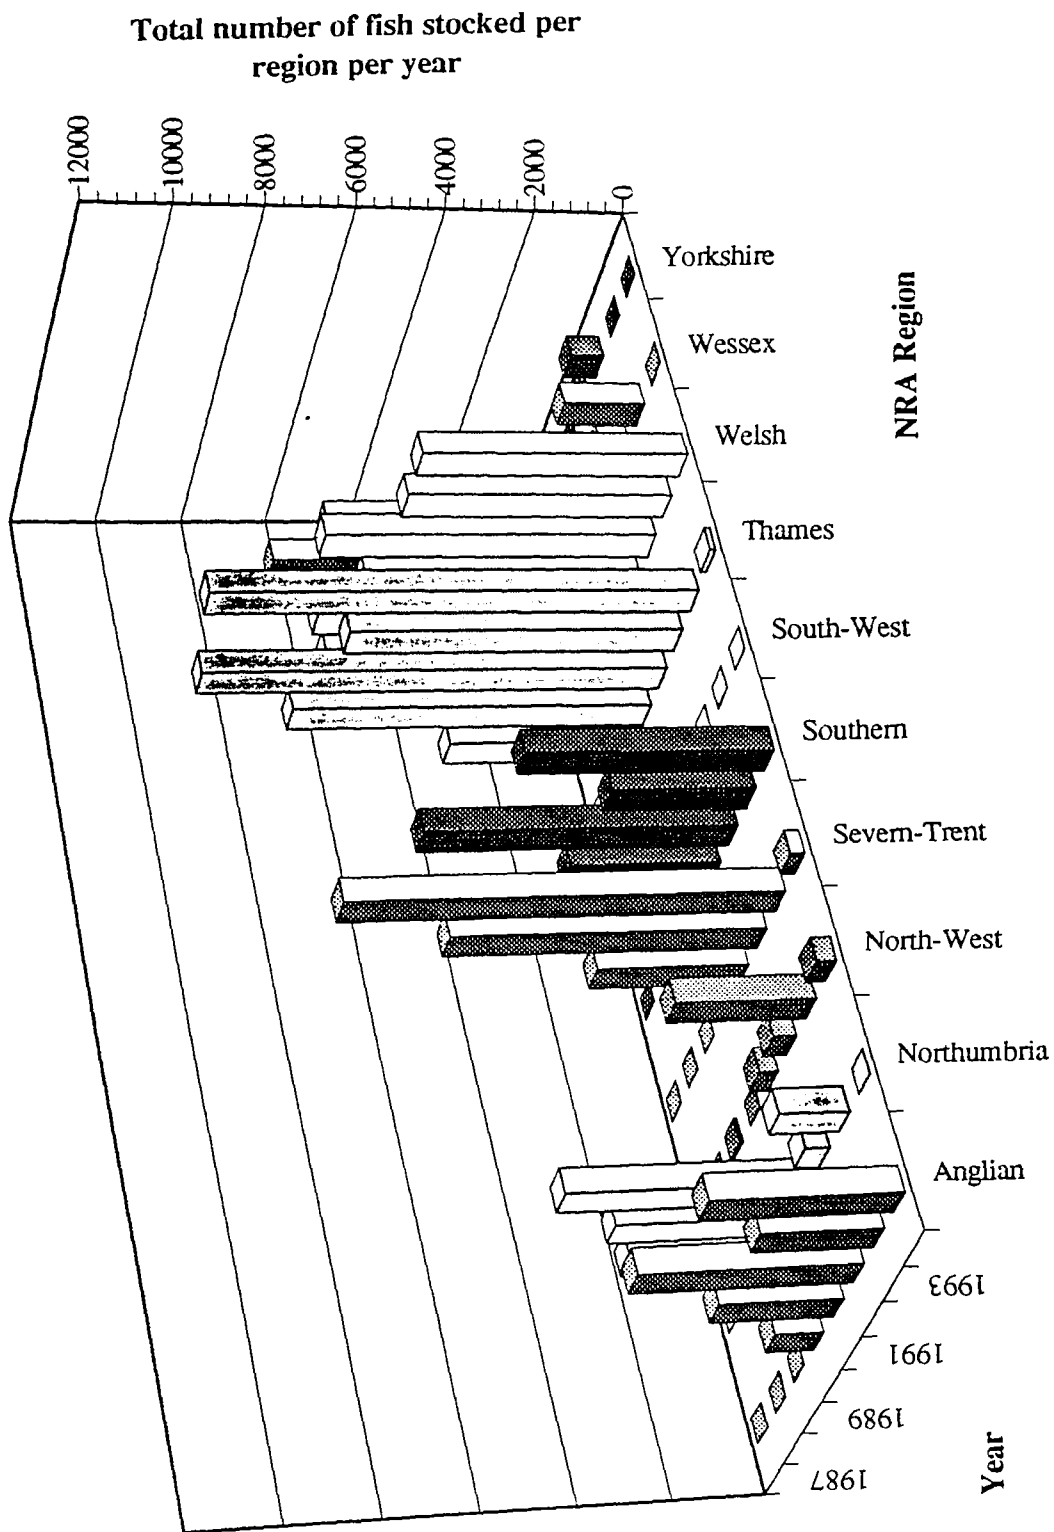 Total number of fish stocked per
region per year
12000
10000
8000
6000
4000
2000
0
Yorkshire
Wessex
Welsh
Thames
South-West
Southern
Severn-Trent
North-West
Northumbria
Anglian
NRA Region
1993
1991
1989
1987
Year